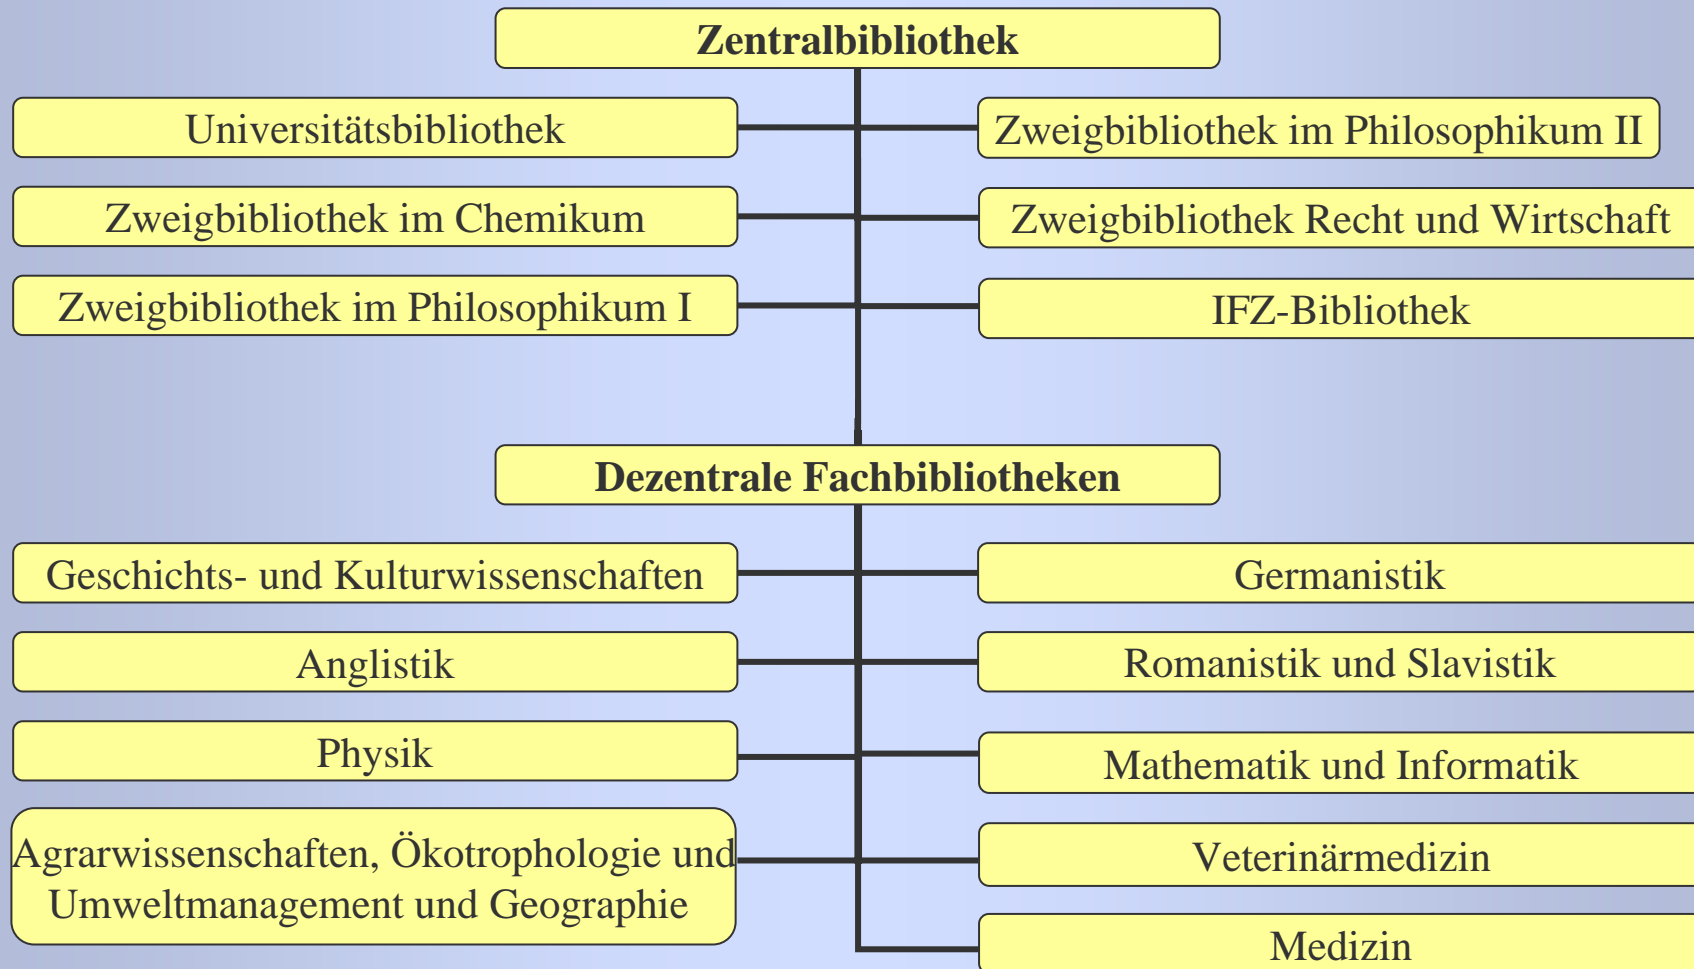 Zentralbibliothek
Universitätsbibliothek
Zweigbibliothek im Philosophikum II
Zweigbibliothek im Chemikum
Zweigbibliothek Recht und Wirtschaft
Zweigbibliothek im Philosophikum I
IFZ-Bibliothek
Dezentrale Fachbibliotheken
Geschichts- und Kulturwissenschaften
Germanistik
Anglistik
Romanistik und Slavistik
Physik
Mathematik und Informatik
Agrarwissenschaften, Ökotrophologie und
Umweltmanagement und Geographie
Veterinärmedizin
Medizin